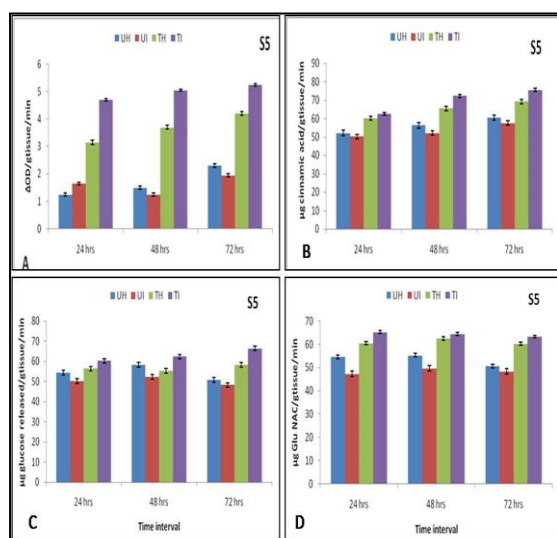 S5
UH UI TH TI
ΔOD/gtissue/min
6
5
4
3
2
1
0
24 hrs 48 hrs 72 hrs
A
S5
UH UI TH TI
µg cinnamic acid/gtissue/min
90
80
70
60
50
40
30
20
10
0
24 hrs 48 hrs 72 hrs
B
S5
UH UI TH TI
µg glucose released/gtissue/min
80
70
60
50
40
30
20
10
0
24 hrs 48 hrs 72 hrs
C
Time interval
S5
UH UI TH TI
µg Glu NAC/gtissue/min
70
60
50
40
30
20
10
0
24 hrs 48 hrs 72 hrs
D
Time interval